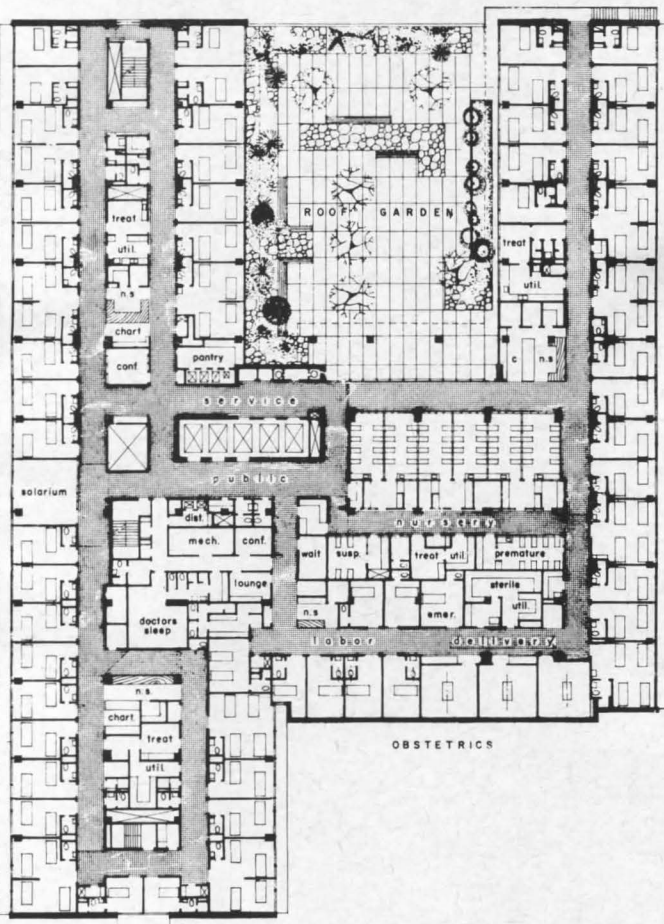 ROOF GARDEN
treat
util.
n.s
chart
conf.
pantry
treat
util.
c
n.s
service
public
solarium
dist.
mech.
conf.
lounge
doctors
sleep
nursery
wait
susp.
treat
util
premature
sterile
n.s
emer.
util.
labor
delivery
n.s.
chart
treat
util.
OBSTETRICS